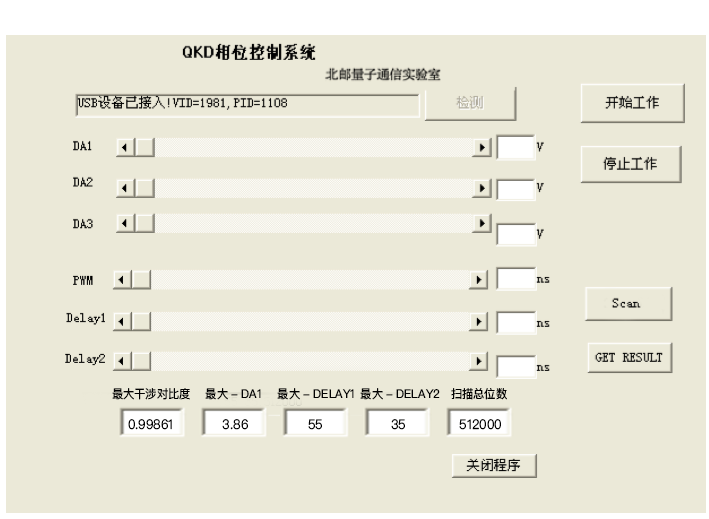 QKD相位控制系统
北邮量子通信实验室
USB设备已接入!VID=1981,PID=1108 检测 开始工作
DA1 V
停止工作
DA2 V
DA3 V
PWM ns
Scan
Delay1 ns
Delay2 ns GET RESULT
最大干涉对比度 最大–DA1 最大–DELAY1 最大–DELAY2 扫描总位数
0.99861 3.86 55 35 512000
关闭程序